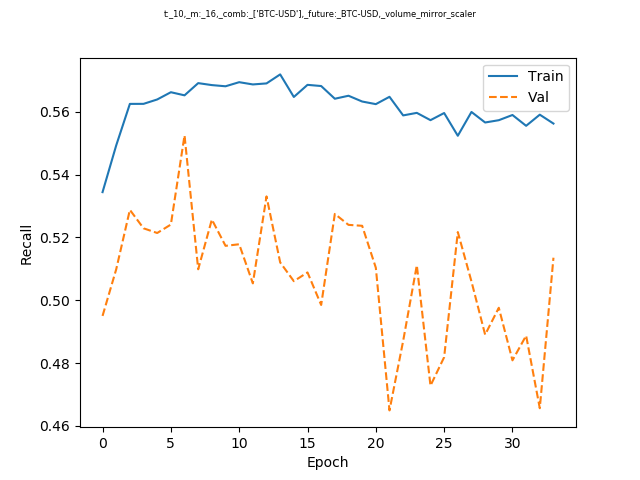 t:_10,_m:_16,_comb:_['BTC-USD'],_future:_BTC-USD,_volume_mirror_scaler
Train
Val
0.56
0.54
0.52
0.50
0.48
0.46
Recall
0 5 10 15 20 25 30
Epoch